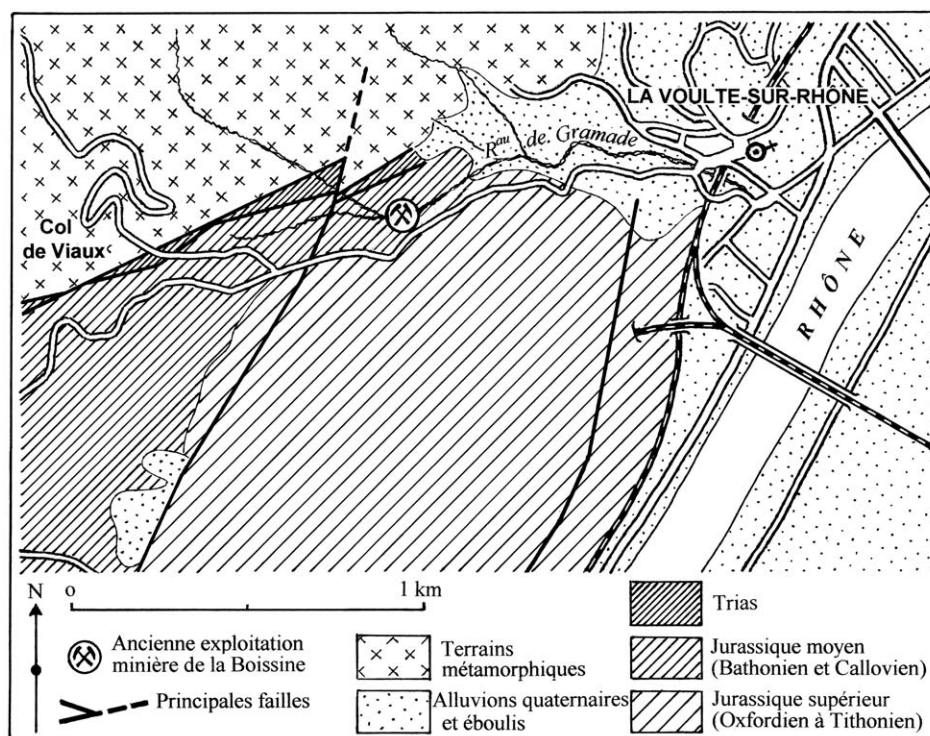 LA VOULTE-SUR-RHÔNE
Rau de Gramade
Col
de Viaux
RHÔNE
N
o
1 km
Ancienne exploitation
minière de la Boissine
Principales failles
Terrains
métamorphiques
Alluvions quaternaires
et éboulis
Trias
Jurassique moyen
(Bathonien et Callovien)
Jurassique supérieur
(Oxfordien à Tithonien)